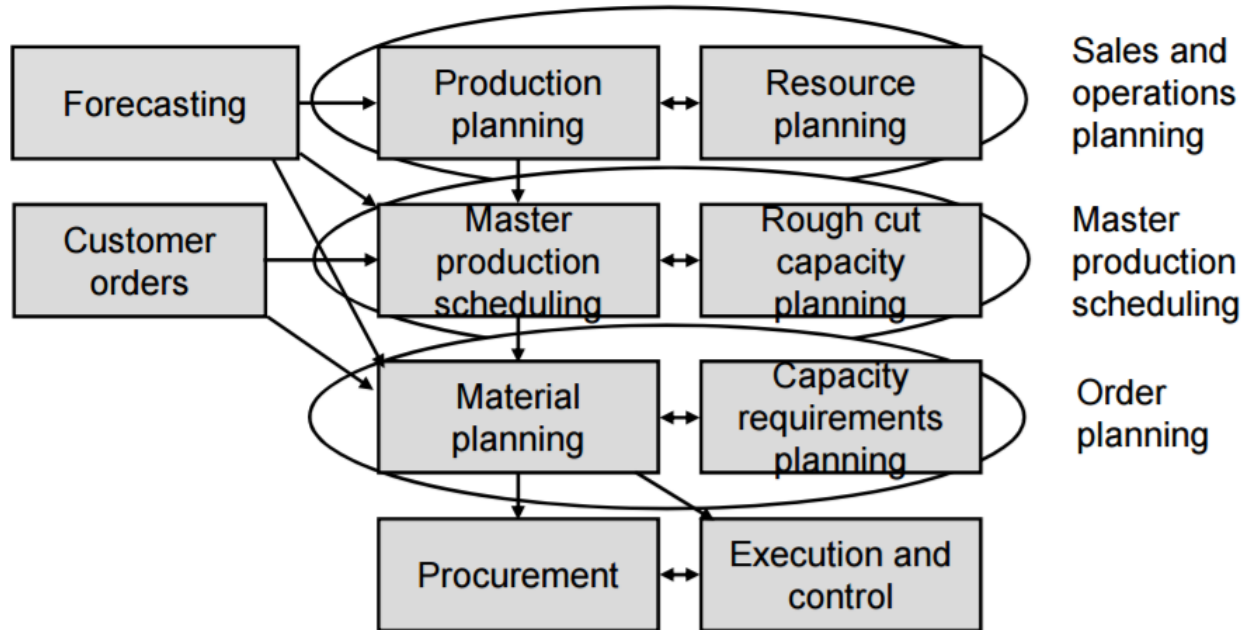 Forecasting
Production
planning
Resource
planning
Sales and
operations
planning
Customer
orders
Master
production
scheduling
Rough cut
capacity
planning
Master
production
scheduling
Material
planning
Capacity
requirements
planning
Order
planning
Procurement
Execution and
control